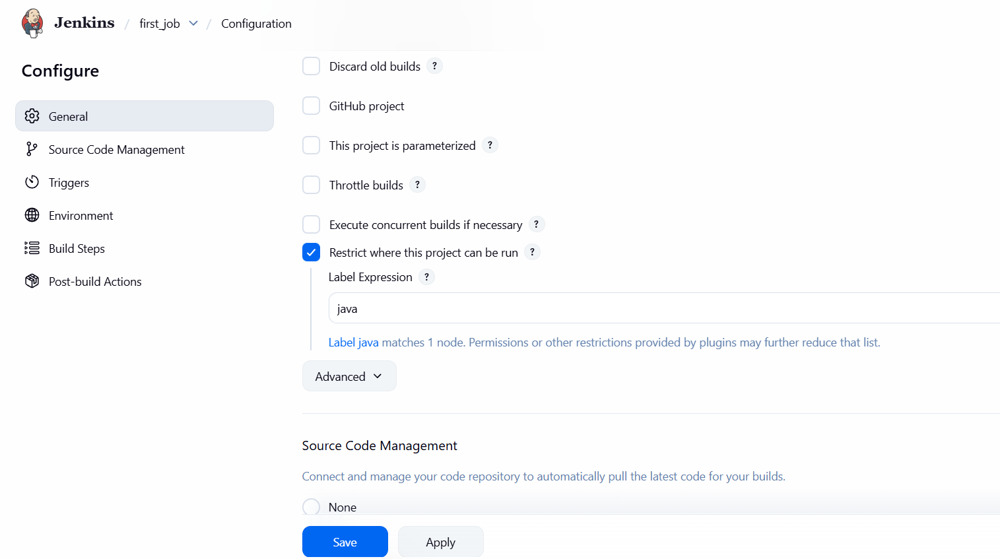 Jenkins / first_job / Configuration
Configure
General
Source Code Management
Triggers
Environment
Build Steps
Post-build Actions
Discard old builds ?
GitHub project
This project is parameterized ?
Throttle builds ?
Execute concurrent builds if necessary ?
Restrict where this project can be run ?
Label Expression ?
java
Label java matches 1 node. Permissions or other restrictions provided by plugins may further reduce that list.
Advanced
Source Code Management
Connect and manage your code repository to automatically pull the latest code for your builds.
None
Save Apply